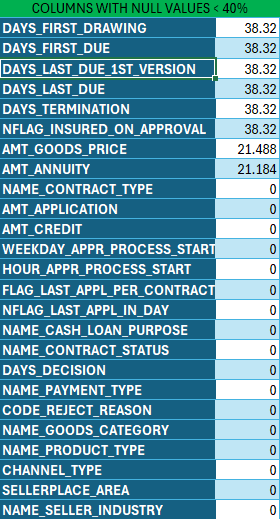 COLUMNS WITH NULL VALUES < 40%
DAYS_FIRST_DRAWING 38.32
DAYS_FIRST_DUE 38.32
DAYS_LAST_DUE_1ST_VERSION 38.32
DAYS_LAST_DUE 38.32
DAYS_TERMINATION 38.32
NFLAG_INSURED_ON_APPROVAL 38.32
AMT_GOODS_PRICE 21.488
AMT_ANNUITY 21.184
NAME_CONTRACT_TYPE 0
AMT_APPLICATION 0
AMT_CREDIT 0
WEEKDAY_APPR_PROCESS_START 0
HOUR_APPR_PROCESS_START 0
FLAG_LAST_APPL_PER_CONTRACT 0
NFLAG_LAST_APPL_IN_DAY 0
NAME_CASH_LOAN_PURPOSE 0
NAME_CONTRACT_STATUS 0
DAYS_DECISION 0
NAME_PAYMENT_TYPE 0
CODE_REJECT_REASON 0
NAME_GOODS_CATEGORY 0
NAME_PRODUCT_TYPE 0
CHANNEL_TYPE 0
SELLERPLACE_AREA 0
NAME_SELLER_INDUSTRY 0